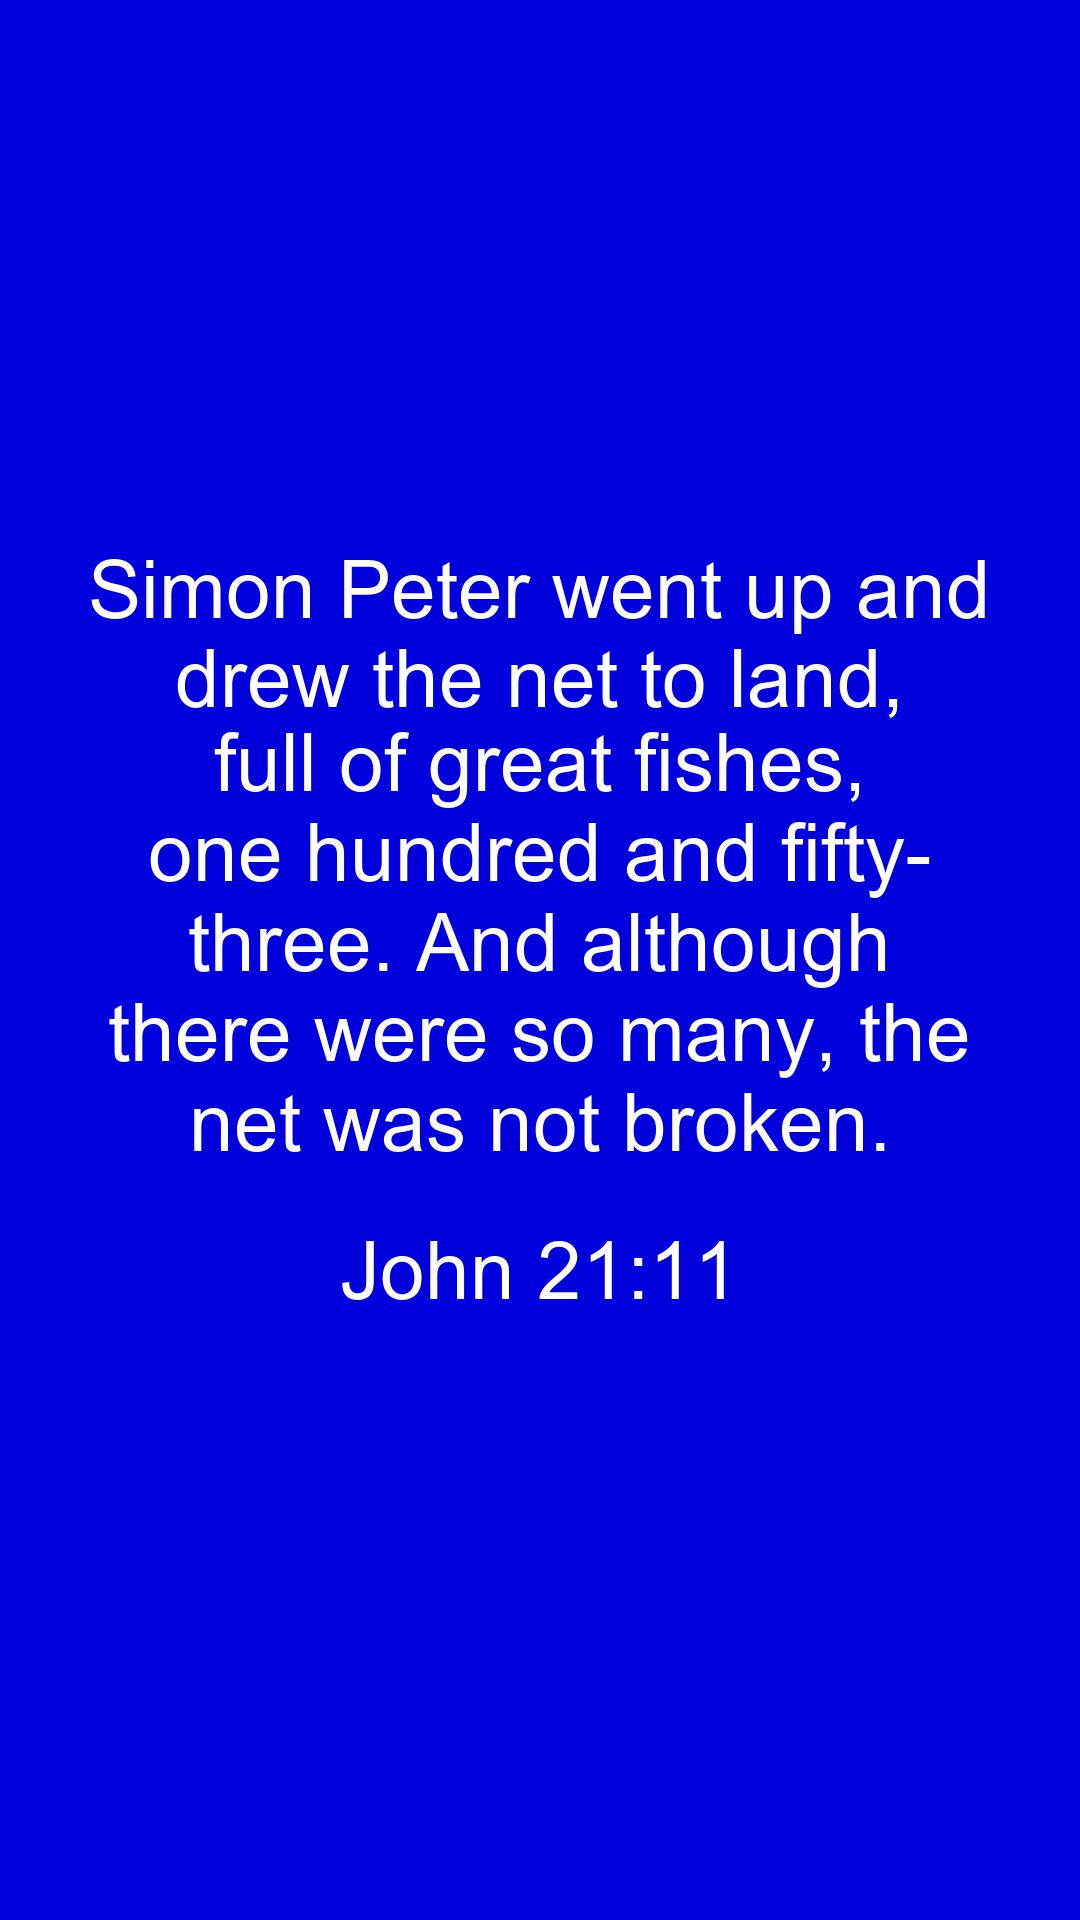 Simon Peter went up and
drew the net to land,
full of great fishes,
one hundred and fifty-
three. And although
there were so many, the
net was not broken.
John 21:11